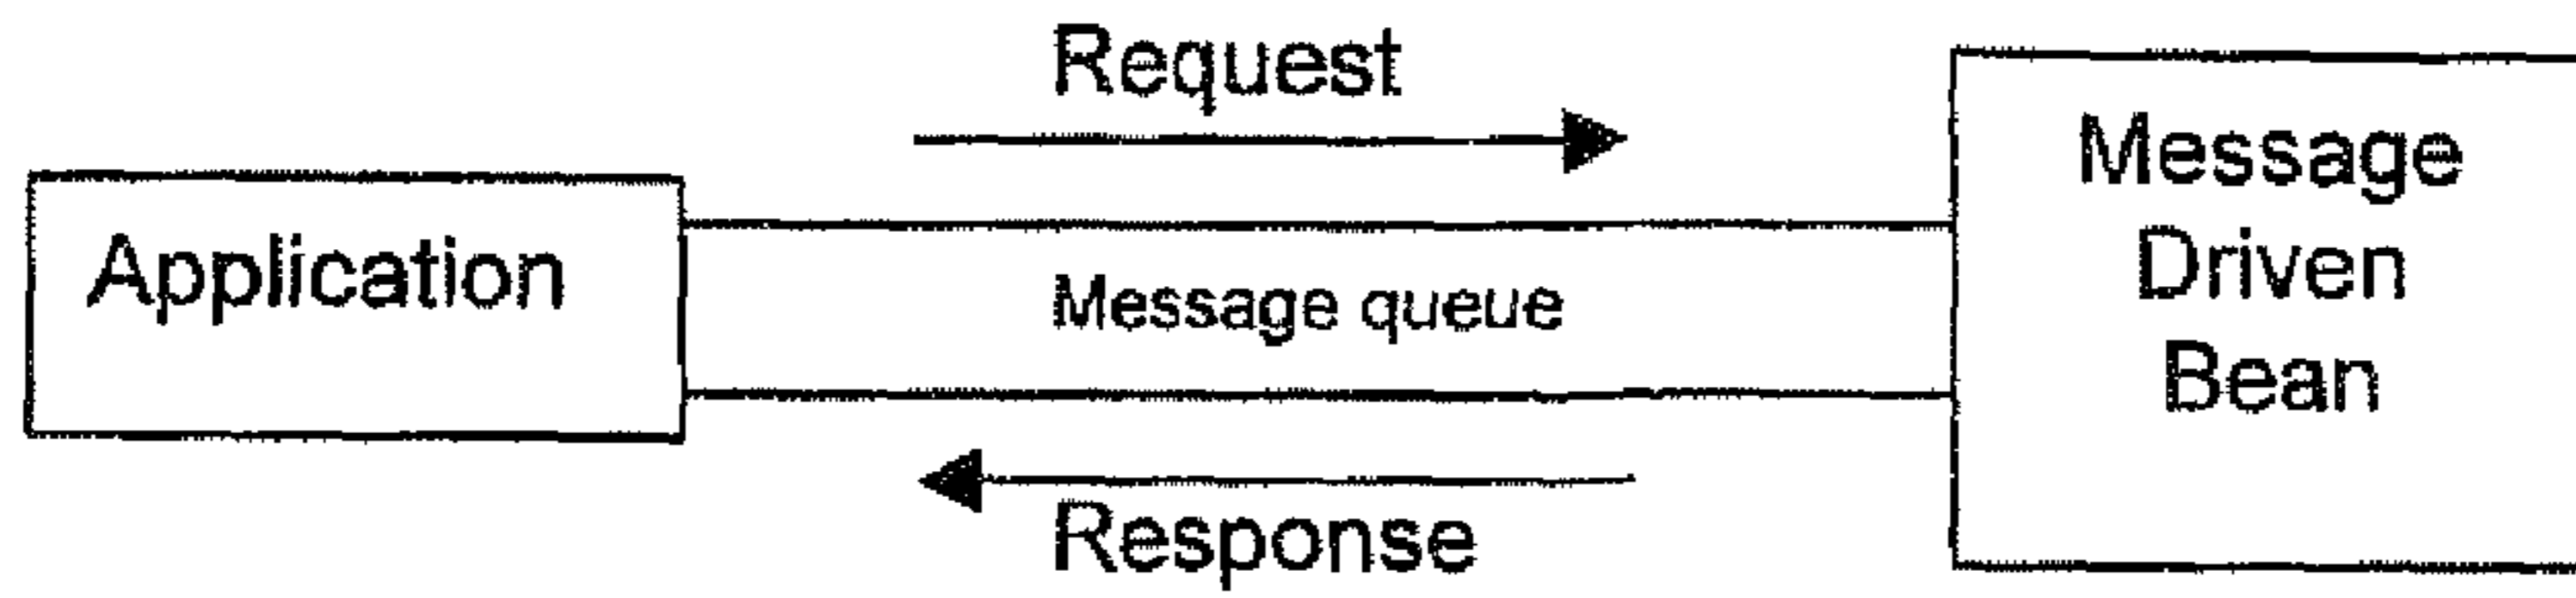 Request
Application
Message queue
Response
Message
Driven
Bean